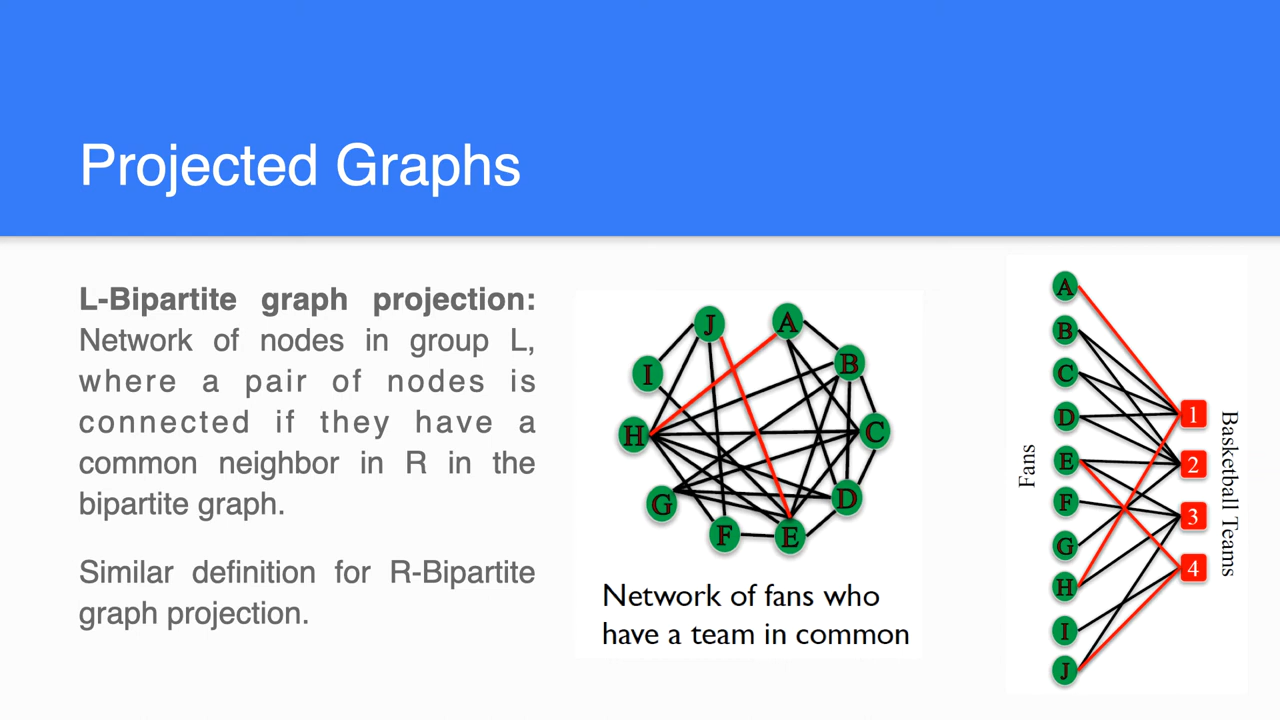 Projected Graphs
L-Bipartite graph projection:
Network of nodes in group L,
where a pair of nodes is
connected if they have a
common neighbor in R in the
bipartite graph.
Similar definition for R-Bipartite
graph projection.
J
A
I
B
H
C
G
D
F
E
Network of fans who
have a team in common
Fans
A
B
C
D
E
F
G
H
I
J
1
2
3
4
Basketball Teams